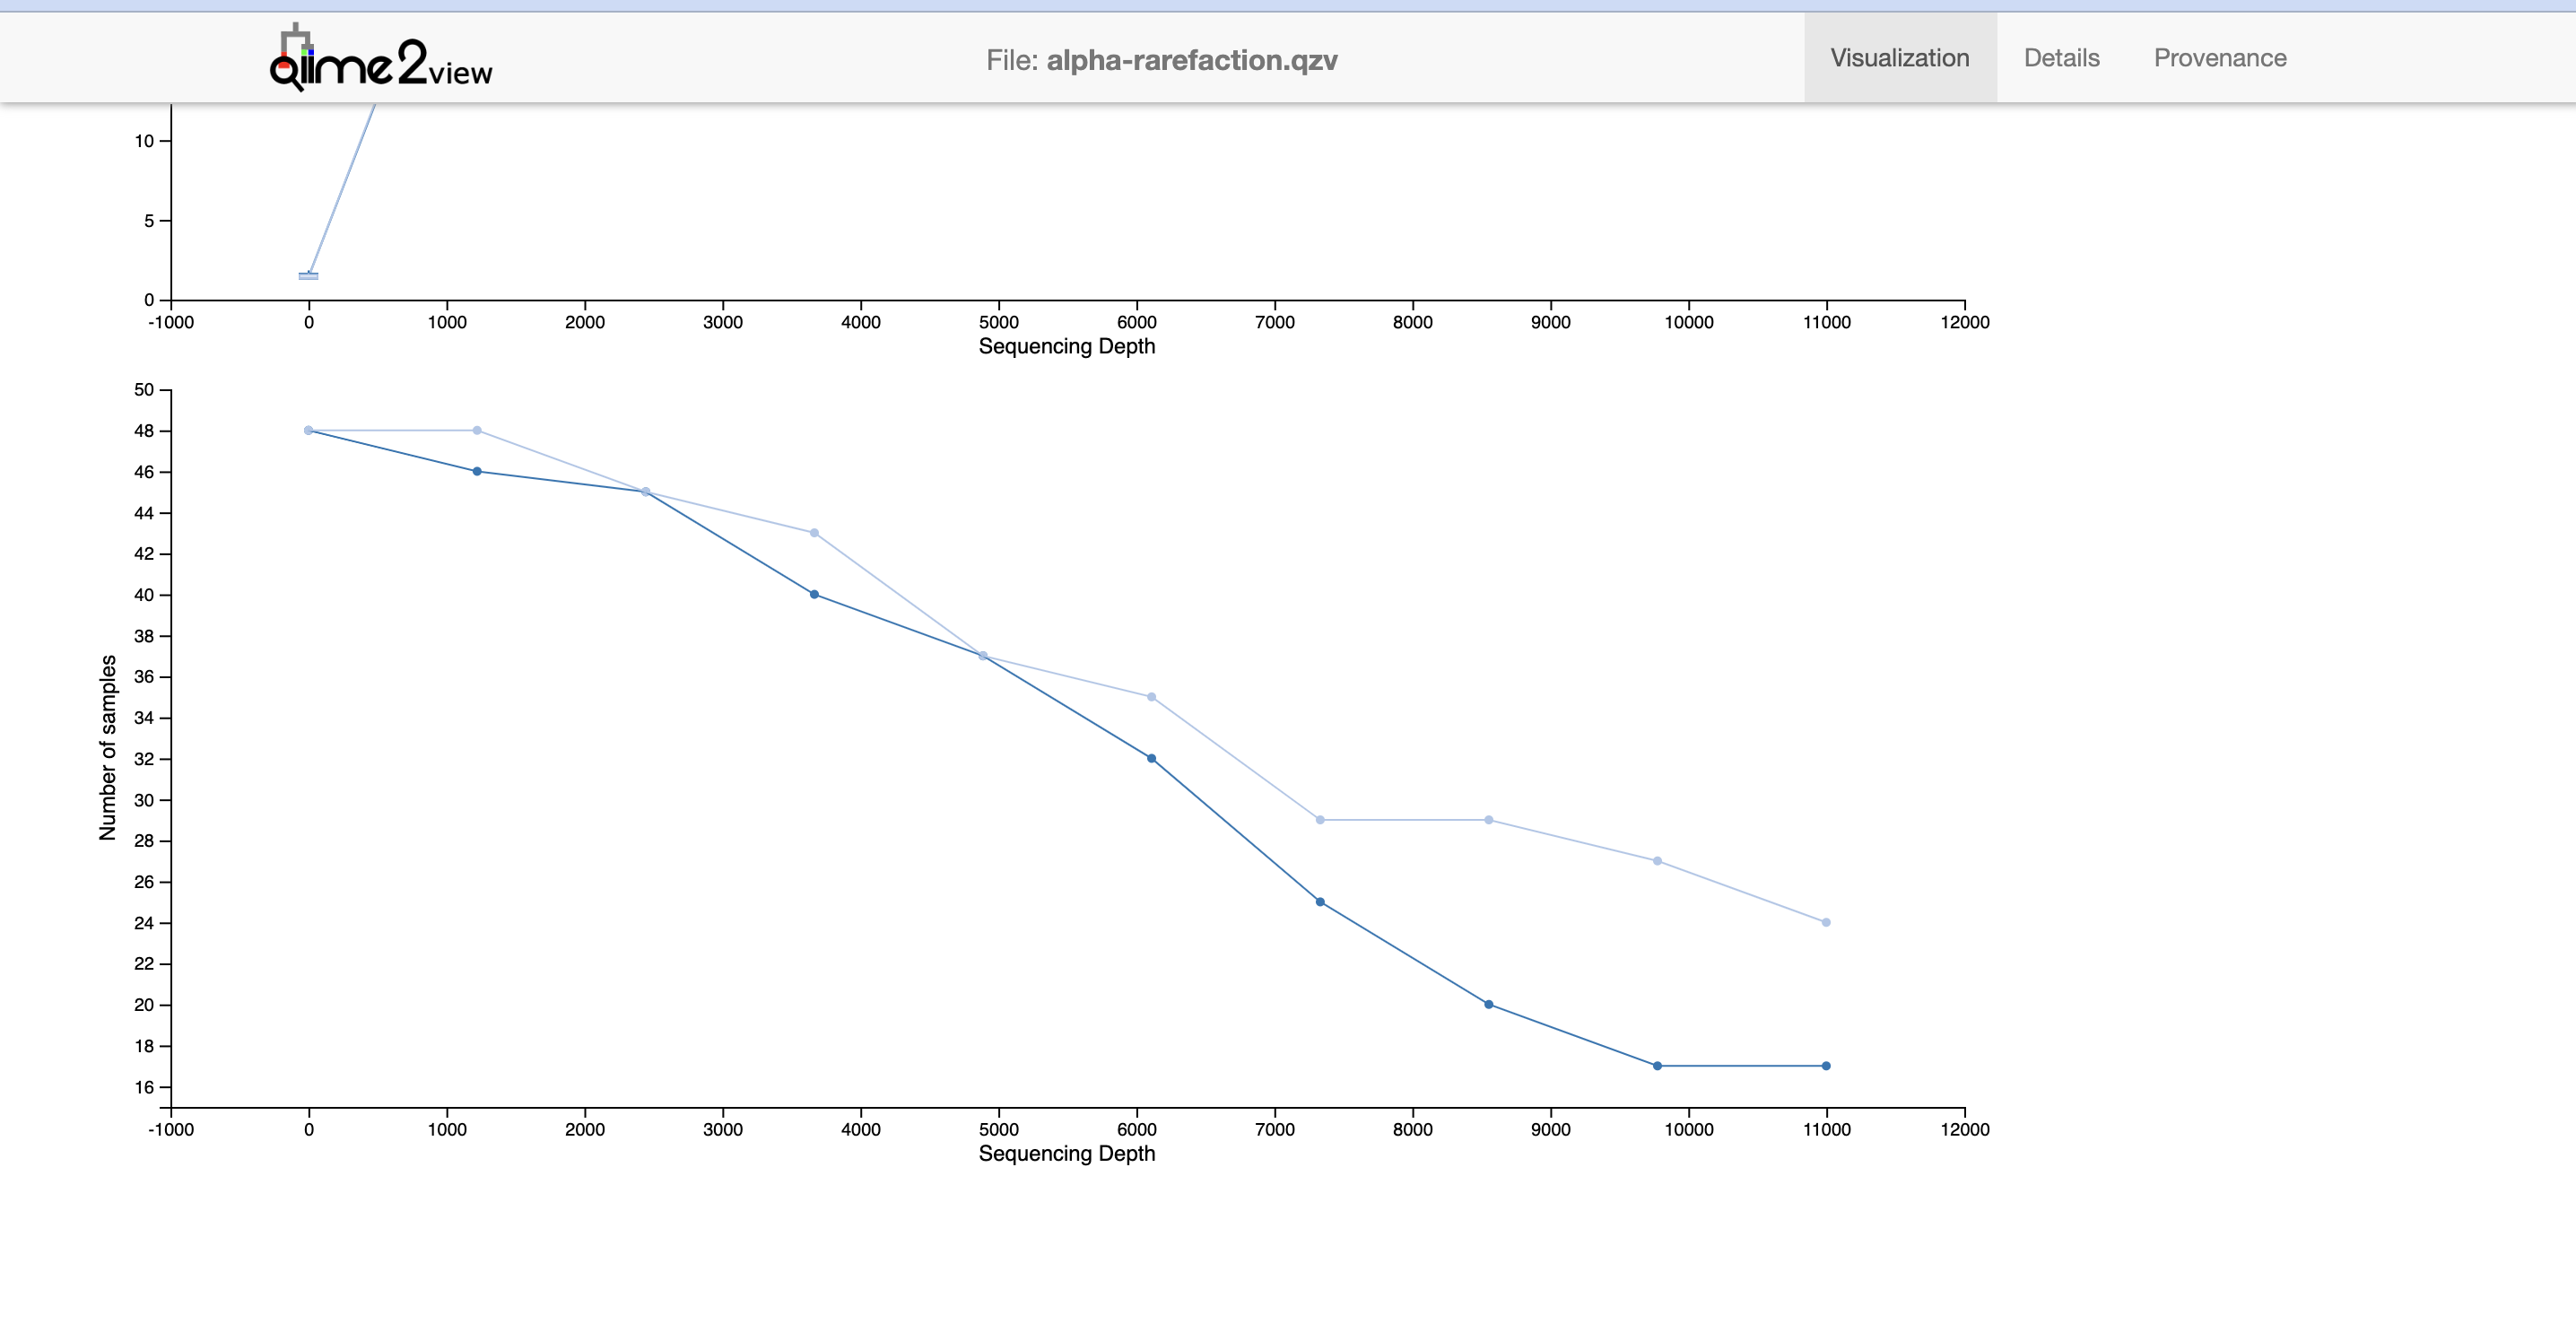 qiime2view
File: alpha-rarefaction.qzv
Visualization
Details
Provenance
10
5
0
-1000 0 1000 2000 3000 4000 5000 6000 7000 8000 9000 10000 11000 12000
Sequencing Depth
50
48
46
44
42
40
38
36
34
32
30
28
26
24
22
20
18
16
Number of samples
-1000 0 1000 2000 3000 4000 5000 6000 7000 8000 9000 10000 11000 12000
Sequencing Depth